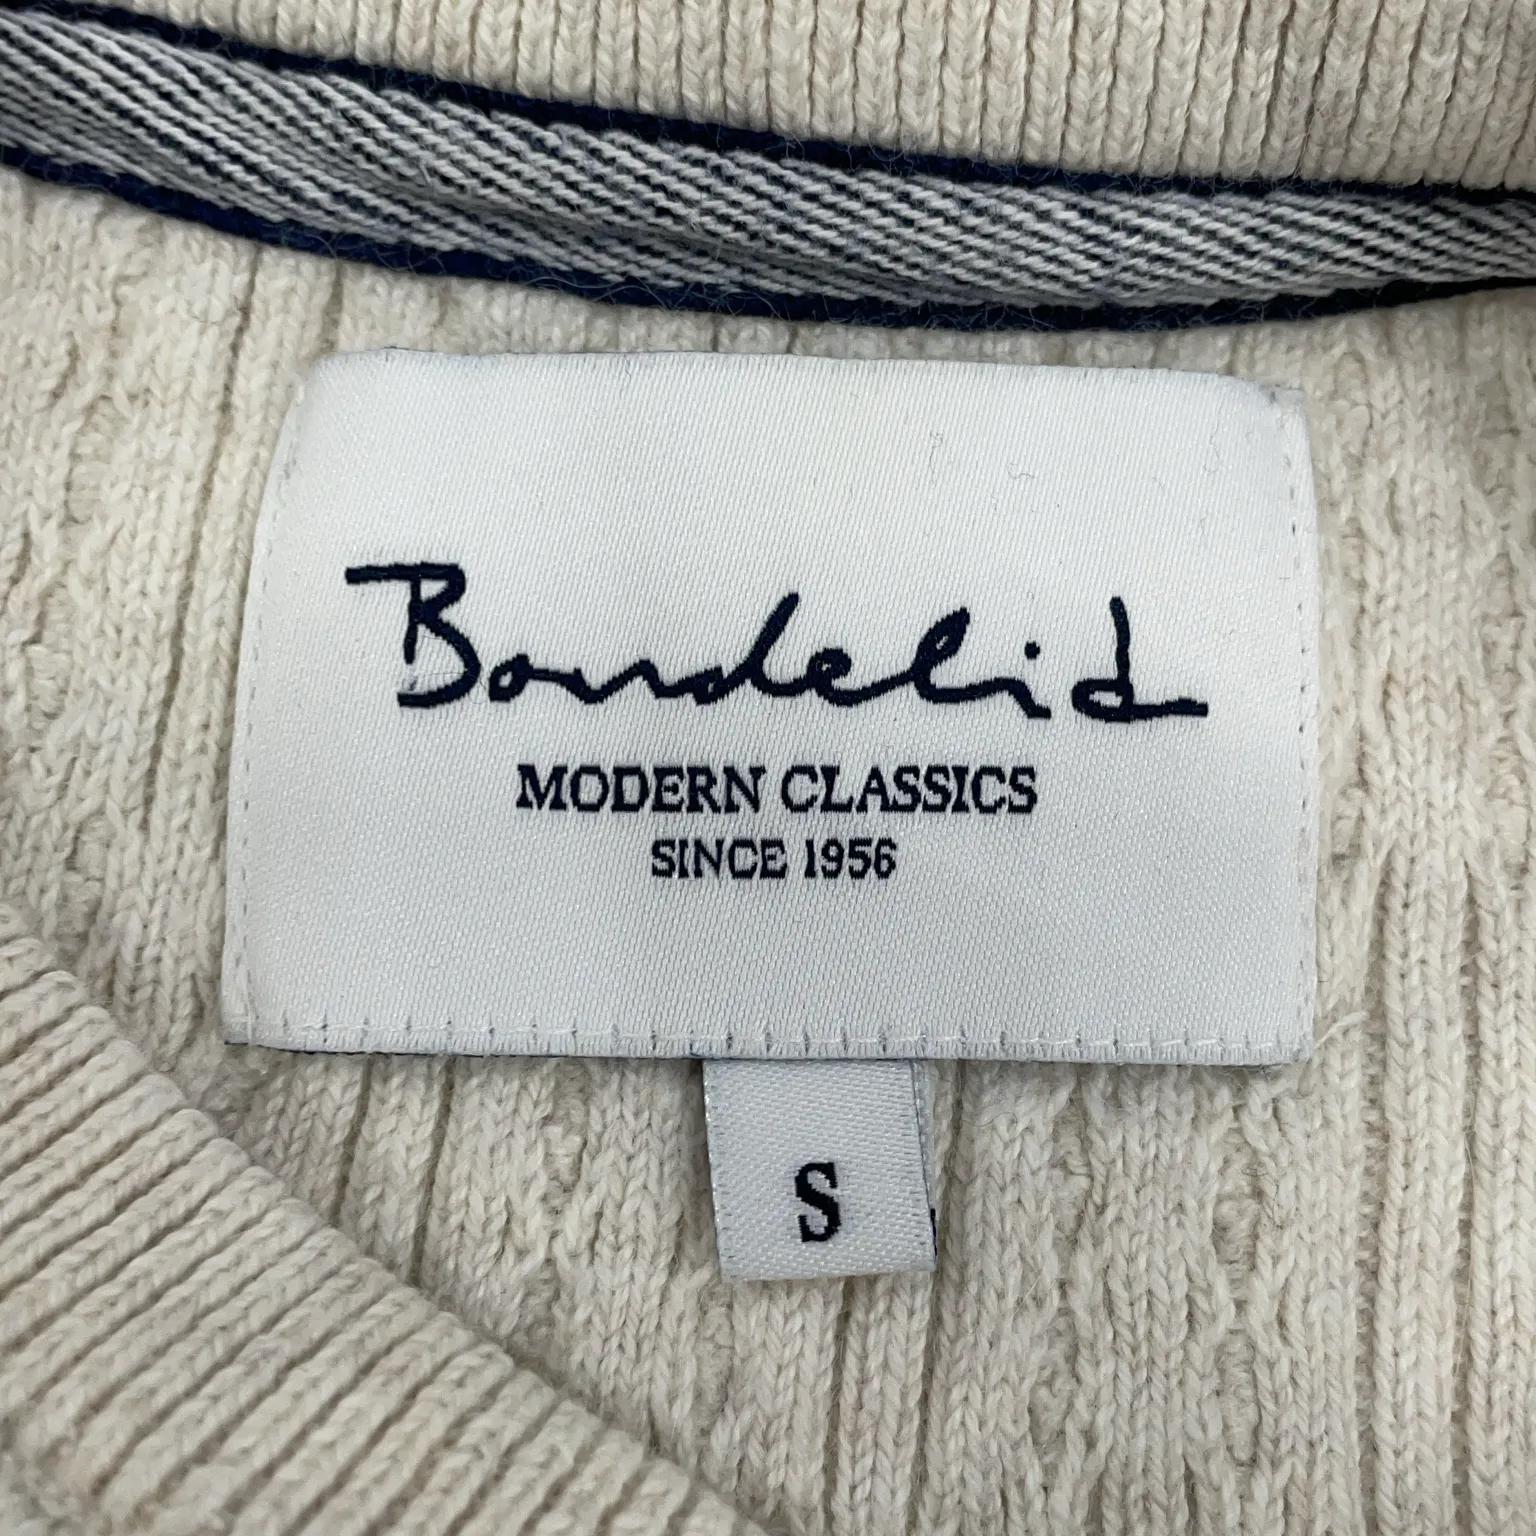 Bondelid
MODERN CLASSICS
SINCE 1956
S